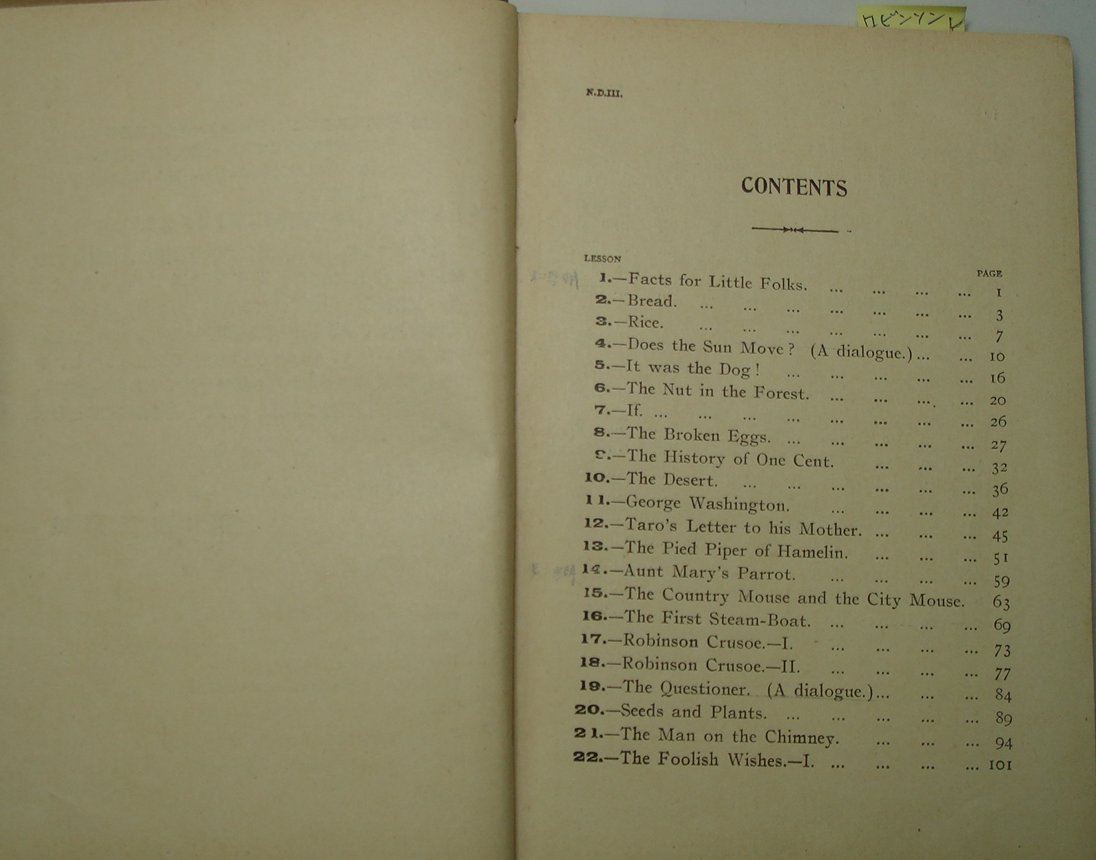 ロビンソン
N.D.III.
CONTENTS
LESSON PAGE
1.—Facts for Little Folks. ... ... ... ... 1
2.—Bread. ... ... ... ... ... ... ... 3
3.—Rice. ... ... ... ... ... ... 7
4.—Does the Sun Move? (A dialogue.) ... ... 10
5.—It was the Dog! ... ... ... ... ... 16
6.—The Nut in the Forest. ... ... ... ... 20
7.—If. ... ... ... ... ... ... ... ... 26
8.—The Broken Eggs. ... ... ... ... ... 27
9.—The History of One Cent. ... ... ... 32
10.—The Desert. ... ... ... ... ... ... 36
11.—George Washington. ... ... ... ... 42
12.—Taro's Letter to his Mother. ... ... ... 45
13.—The Pied Piper of Hamelin. ... ... ... 51
14.—Aunt Mary's Parrot. ... ... ... ... 59
15.—The Country Mouse and the City Mouse. 63
16.—The First Steam-Boat. ... ... ... ... 69
17.—Robinson Crusoe.—I. ... ... ... ... 73
18.—Robinson Crusoe.—II. ... ... ... ... 77
19.—The Questioner. (A dialogue.) ... ... ... 84
20.—Seeds and Plants. ... ... ... ... ... 89
21.—The Man on the Chimney. ... ... ... 94
22.—The Foolish Wishes.—I. ... ... ... ... 101